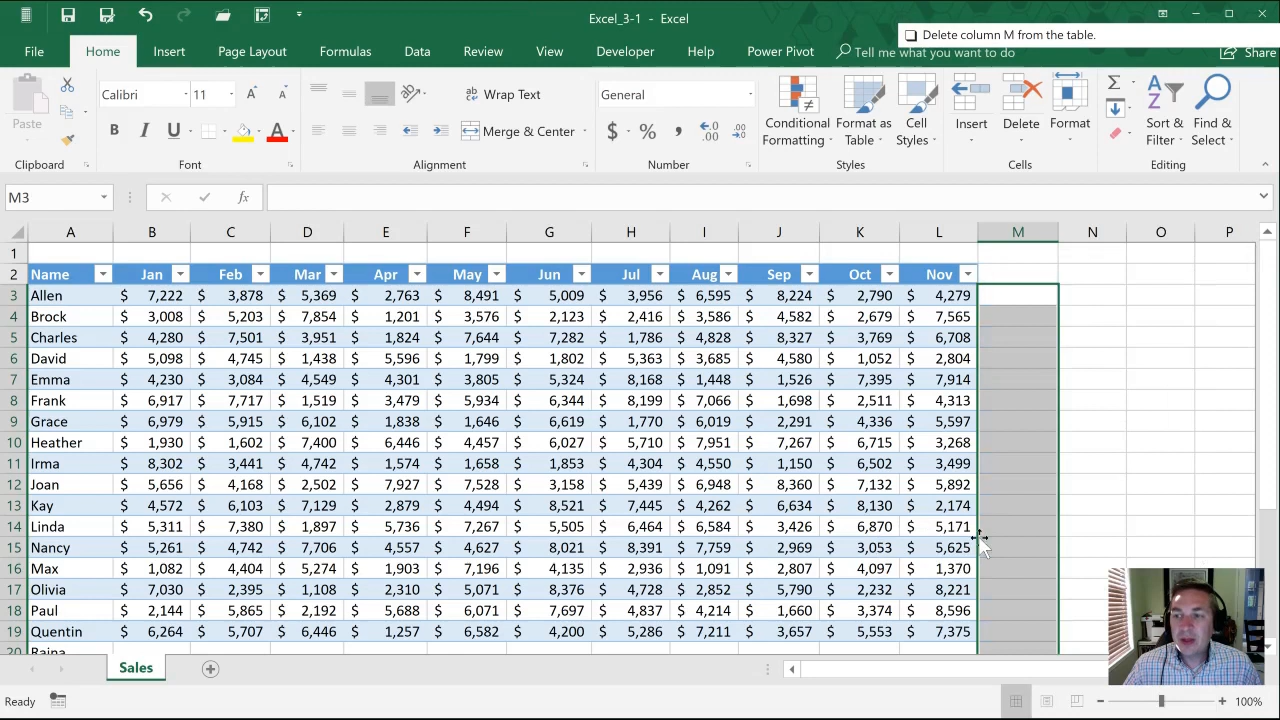 Excel_3-1 - Excel
Delete column M from the table.
File Home Insert Page Layout Formulas Data Review View Developer Help Power Pivot Tell me what you want to do Share
Paste
Calibri 11
B I U
Wrap Text
Merge & Center
General
$ % ,
Conditional Formatting
Format as Table
Cell Styles
Insert
Delete
Format
Sort & Filter
Find & Select
Clipboard Font Alignment Number Styles Cells Editing
M3 fx
A B C D E F G H I J K L M N O P
1
2 Name Jan Feb Mar Apr May Jun Jul Aug Sep Oct Nov
3 Allen $ 7,222 $ 3,878 $ 5,369 $ 2,763 $ 8,491 $ 5,009 $ 3,956 $ 6,595 $ 8,224 $ 2,790 $ 4,279
4 Brock $ 3,008 $ 5,203 $ 7,854 $ 1,201 $ 3,576 $ 2,123 $ 2,416 $ 3,586 $ 4,582 $ 2,679 $ 7,565
5 Charles $ 4,280 $ 7,501 $ 3,951 $ 1,824 $ 7,644 $ 7,282 $ 1,786 $ 4,828 $ 8,327 $ 3,769 $ 6,708
6 David $ 5,098 $ 4,745 $ 1,438 $ 5,596 $ 1,799 $ 1,802 $ 5,363 $ 3,685 $ 4,580 $ 1,052 $ 2,804
7 Emma $ 4,230 $ 3,084 $ 4,549 $ 4,301 $ 3,805 $ 5,324 $ 8,168 $ 1,448 $ 1,526 $ 7,395 $ 7,914
8 Frank $ 6,917 $ 7,717 $ 1,519 $ 3,479 $ 5,934 $ 6,344 $ 8,199 $ 7,066 $ 1,698 $ 2,511 $ 4,313
9 Grace $ 6,979 $ 5,915 $ 6,102 $ 1,838 $ 1,646 $ 6,619 $ 1,770 $ 6,019 $ 2,291 $ 4,336 $ 5,597
10 Heather $ 1,930 $ 1,602 $ 7,400 $ 6,446 $ 4,457 $ 6,027 $ 5,710 $ 7,951 $ 7,267 $ 6,715 $ 3,268
11 Irma $ 8,302 $ 3,441 $ 4,742 $ 1,574 $ 1,658 $ 1,853 $ 4,304 $ 4,550 $ 1,150 $ 6,502 $ 3,499
12 Joan $ 5,656 $ 4,168 $ 2,502 $ 7,927 $ 7,528 $ 3,158 $ 5,439 $ 6,948 $ 8,360 $ 7,132 $ 5,892
13 Kay $ 4,572 $ 6,103 $ 7,129 $ 2,879 $ 4,494 $ 8,521 $ 7,445 $ 4,262 $ 6,634 $ 8,130 $ 2,174
14 Linda $ 5,311 $ 7,380 $ 1,897 $ 5,736 $ 7,267 $ 5,505 $ 6,464 $ 6,584 $ 3,426 $ 6,870 $ 5,171
15 Nancy $ 5,261 $ 4,742 $ 7,706 $ 4,557 $ 4,627 $ 8,021 $ 8,391 $ 7,759 $ 2,969 $ 3,053 $ 5,625
16 Max $ 1,082 $ 4,404 $ 5,274 $ 1,903 $ 7,196 $ 4,135 $ 2,936 $ 1,091 $ 2,807 $ 4,097 $ 1,370
17 Olivia $ 7,030 $ 2,395 $ 1,108 $ 2,310 $ 5,071 $ 8,376 $ 4,728 $ 2,852 $ 5,790 $ 2,232 $ 8,221
18 Paul $ 2,144 $ 5,865 $ 2,192 $ 5,688 $ 6,071 $ 7,697 $ 4,837 $ 4,214 $ 1,660 $ 3,374 $ 8,596
19 Quentin $ 6,264 $ 5,707 $ 6,446 $ 1,257 $ 6,582 $ 4,200 $ 5,286 $ 7,211 $ 3,657 $ 5,553 $ 7,375
20
Sales
Ready 100%